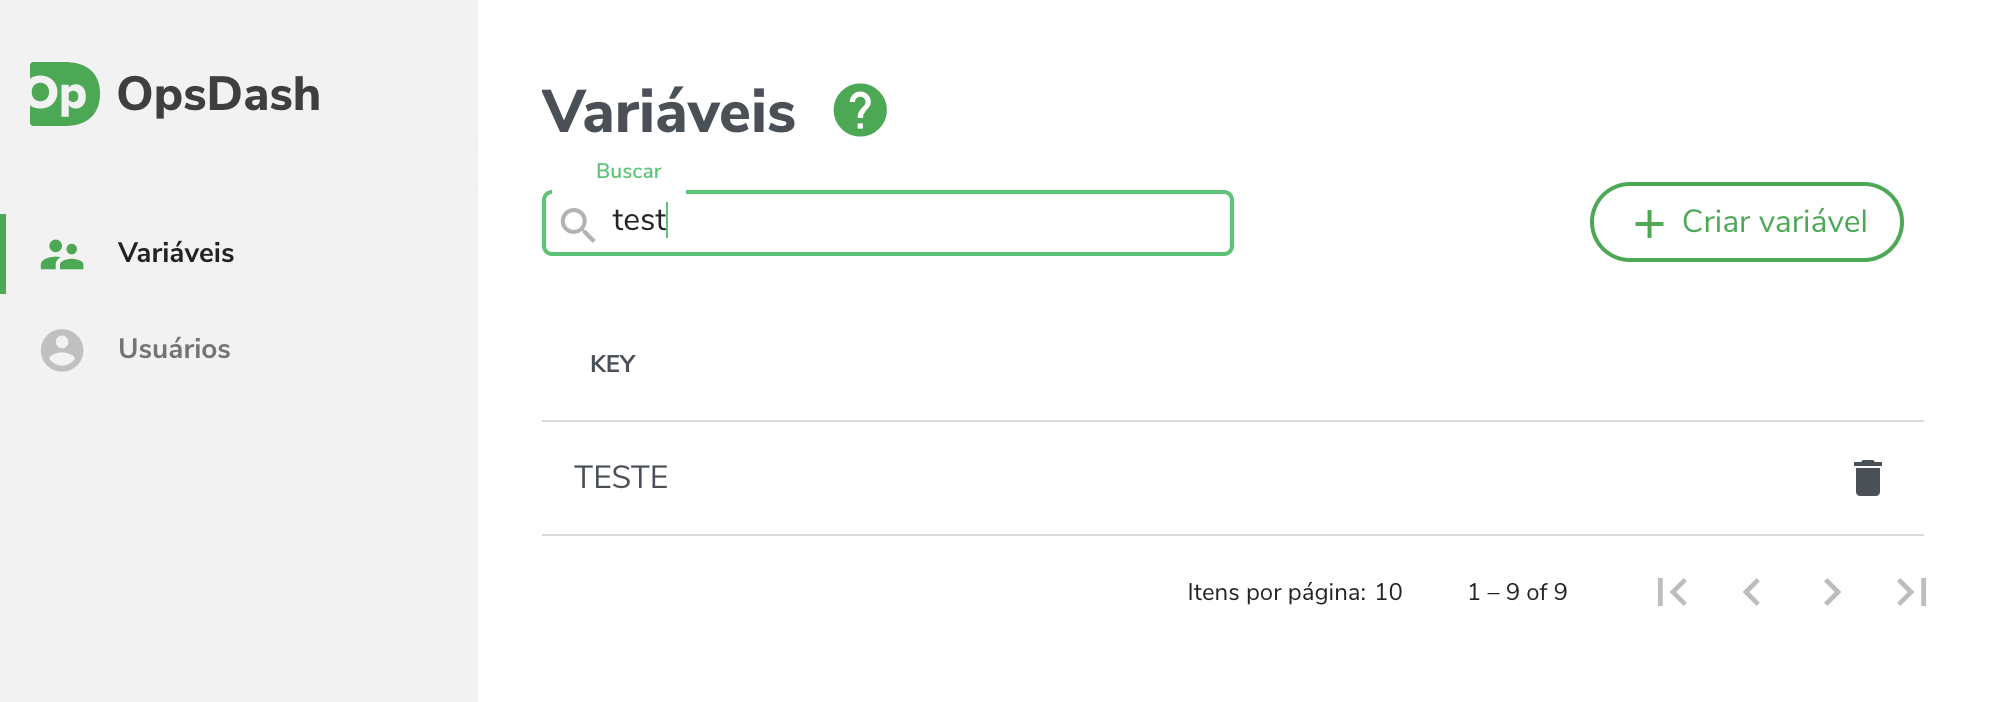 Op OpsDash
Variáveis
Usuários
Variáveis ?
Buscar
test
+ Criar variável
KEY
TESTE
Itens por página: 10 1 – 9 of 9